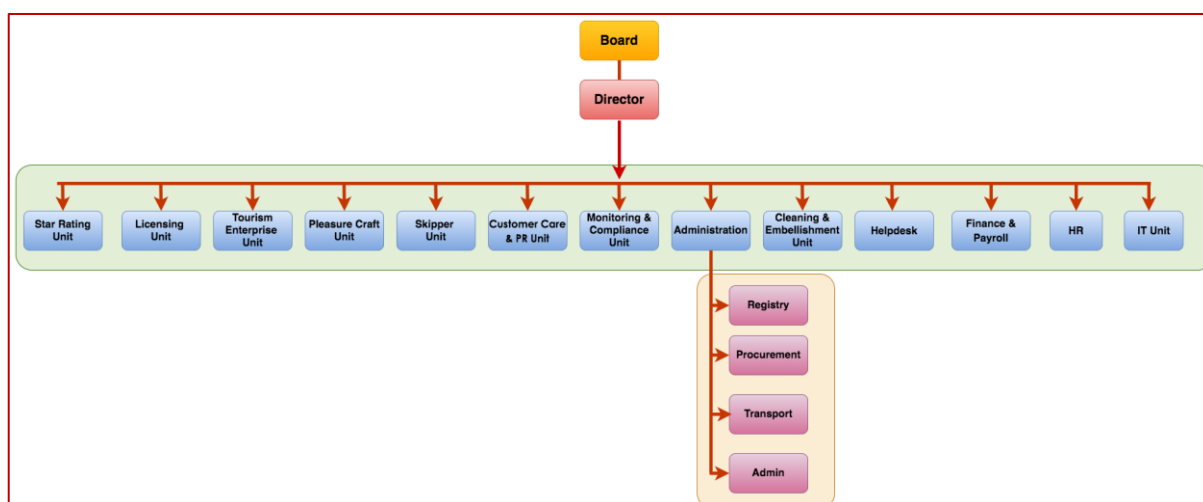 Board
Director
Star Rating
Unit
Licensing
Unit
Tourism
Enterprise
Unit
Pleasure Craft
Unit
Skipper
Unit
Customer Care
& PR Unit
Monitoring &
Compliance
Unit
Administration
Cleaning &
Embellishment
Unit
Helpdesk
Finance &
Payroll
HR
IT Unit
Registry
Procurement
Transport
Admin